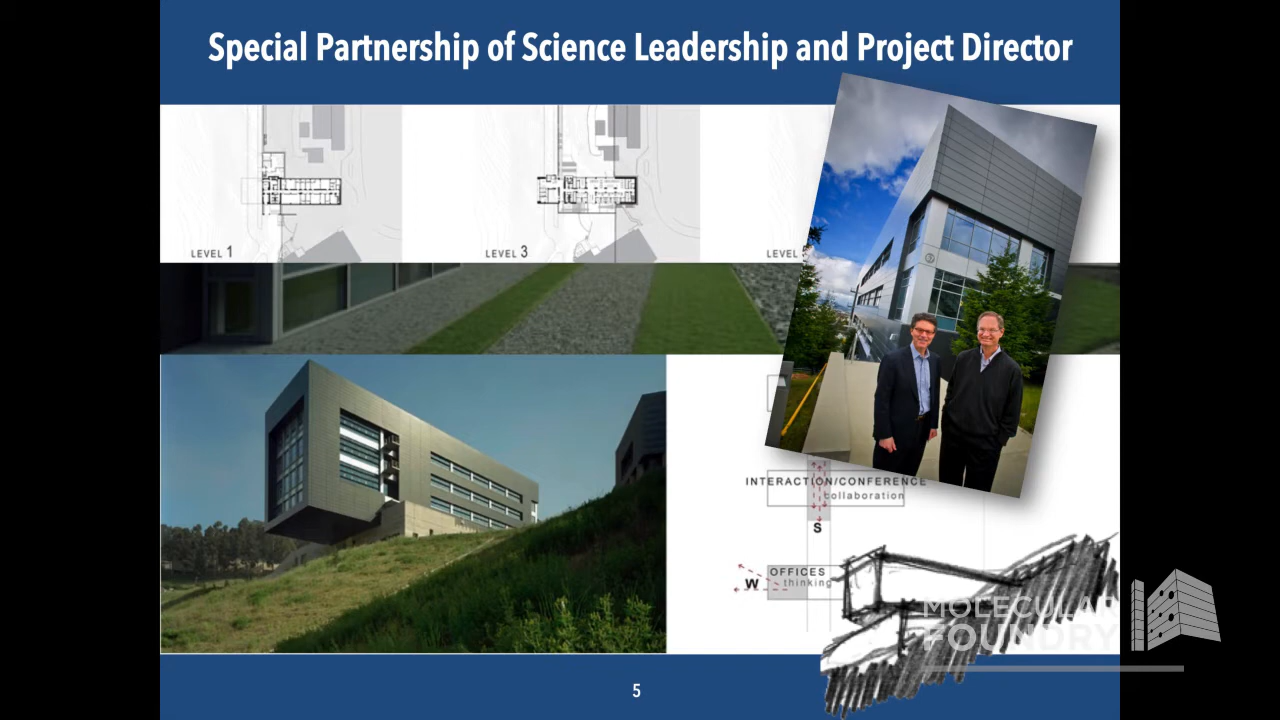 Special Partnership of Science Leadership and Project Director
LEVEL 1
LEVEL 3
LEVEL
INTERACTION/CONFERENCE
collaboration
S
OFFICES
W
thinking
MOLECULAR
FOUNDRY
5